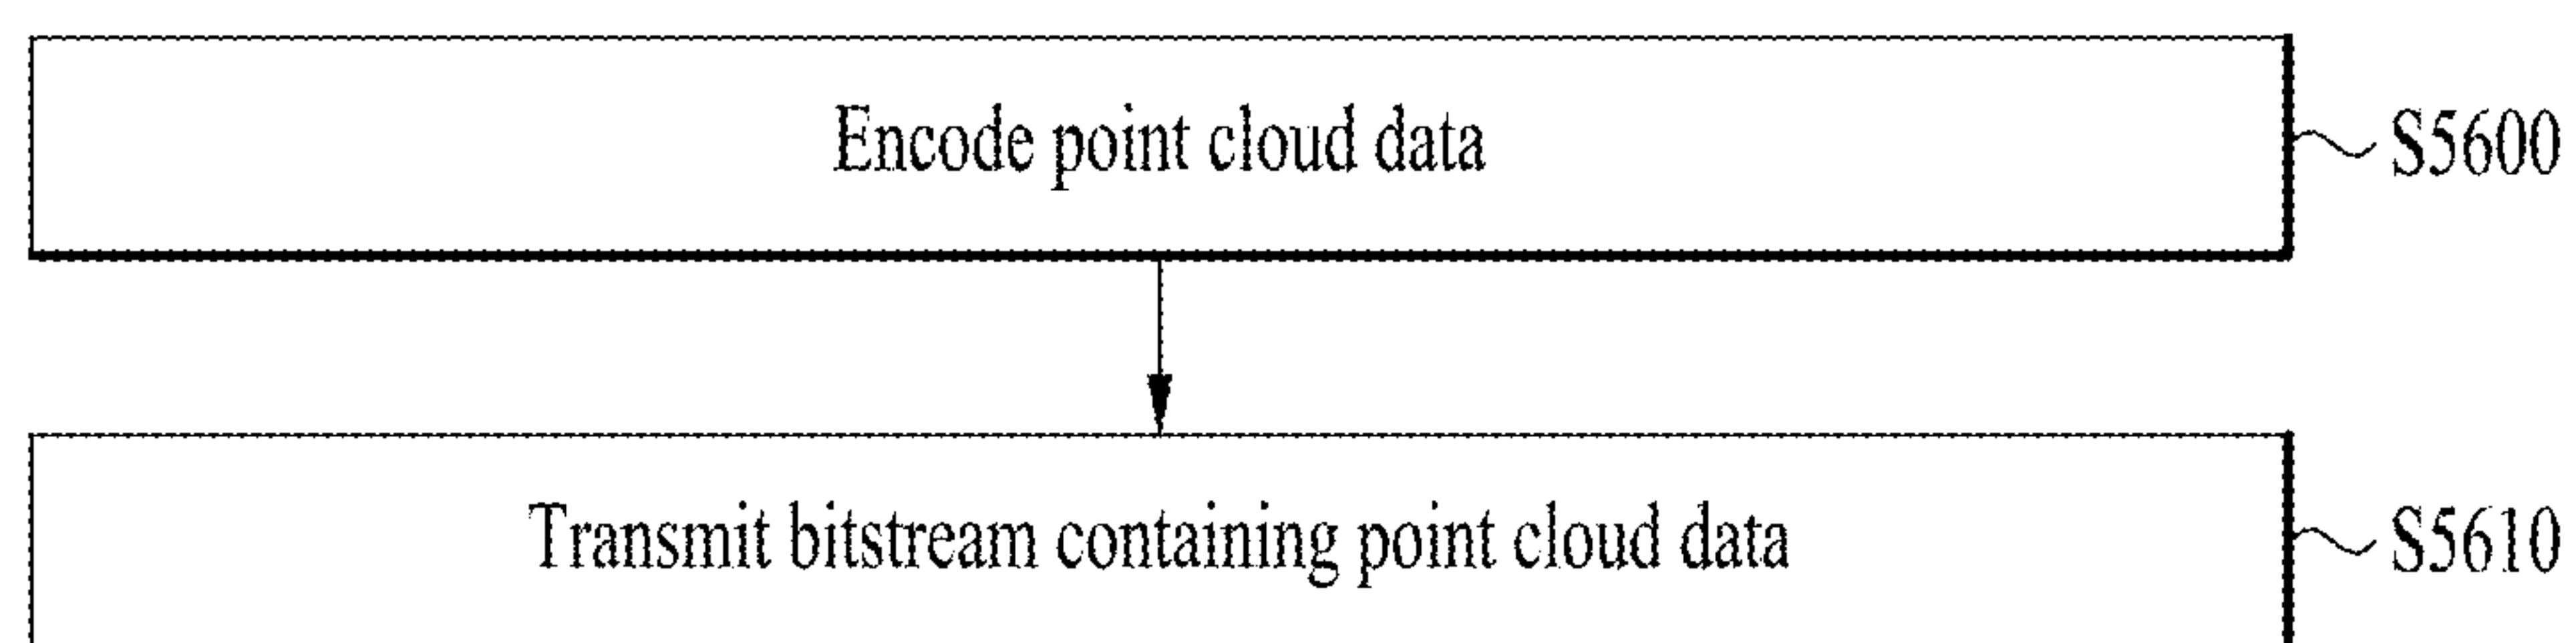 Encode point cloud data
S5600
Transmit bitstream containing point cloud data
S5610